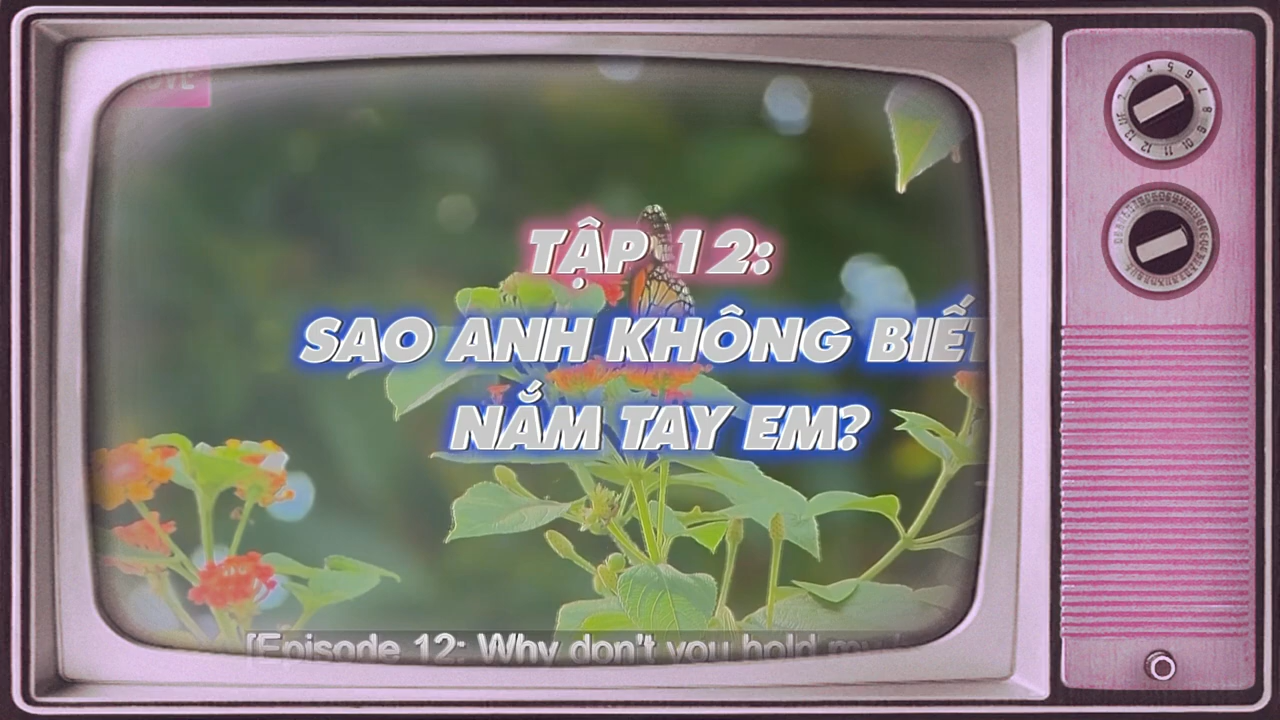 TẬP 12:
SAO ANH KHÔNG BIẾT
NẮM TAY EM?
[Episode 12: Why don't you hold